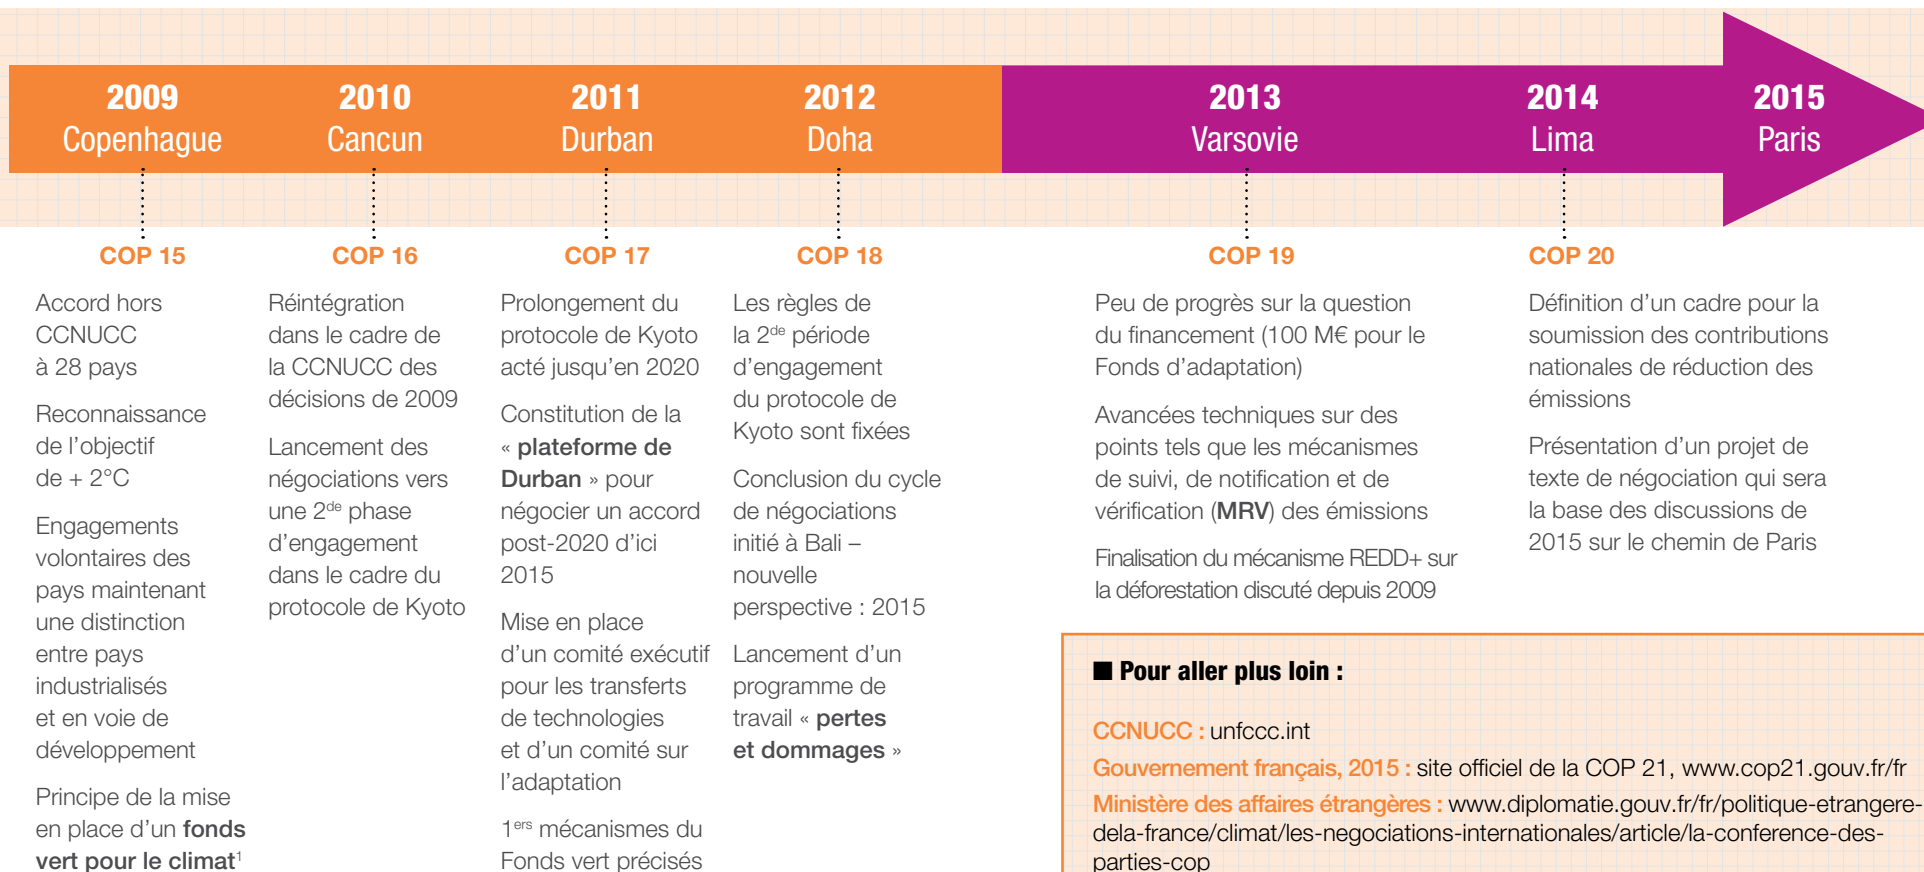 2009
Copenhague
2010
Cancun
2011
Durban
2012
Doha
2013
Varsovie
2014
Lima
2015
Paris
COP 15
Accord hors
CCNUCC
à 28 pays
Reconnaissance
de l’objectif
de + 2°C
Engagements
volontaires des
pays maintenant
une distinction
entre pays
industrialisés
et en voie de
développement
Principe de la mise
en place d’un fonds
vert pour le climat¹
COP 16
Réintégration
dans le cadre de
la CCNUCC des
décisions de 2009
Lancement des
négociations vers
une 2de phase
d’engagement
dans le cadre du
protocole de Kyoto
COP 17
Prolongement du
protocole de Kyoto
acté jusqu’en 2020
Constitution de la
« plateforme de
Durban » pour
négocier un accord
post-2020 d’ici
2015
Mise en place
d’un comité exécutif
pour les transferts
de technologies
et d’un comité sur
l’adaptation
1ers mécanismes du
Fonds vert précisés
COP 18
Les règles de
la 2de période
d’engagement
du protocole de
Kyoto sont fixées
Conclusion du cycle
de négociations
initié à Bali –
nouvelle
perspective : 2015
Lancement d’un
programme de
travail « pertes
et dommages »
COP 19
Peu de progrès sur la question
du financement (100 M€ pour le
Fonds d’adaptation)
Avancées techniques sur des
points tels que les mécanismes
de suivi, de notification et de
vérification (MRV) des émissions
Finalisation du mécanisme REDD+ sur
la déforestation discuté depuis 2009
COP 20
Définition d’un cadre pour la
soumission des contributions
nationales de réduction des
émissions
Présentation d’un projet de
texte de négociation qui sera
la base des discussions de
2015 sur le chemin de Paris
■ Pour aller plus loin :
CCNUCC : unfccc.int
Gouvernement français, 2015 : site officiel de la COP 21, www.cop21.gouv.fr/fr
Ministère des affaires étrangères : www.diplomatie.gouv.fr/fr/politique-etrangere-
dela-france/climat/les-negociations-internationales/article/la-conference-des-
parties-cop